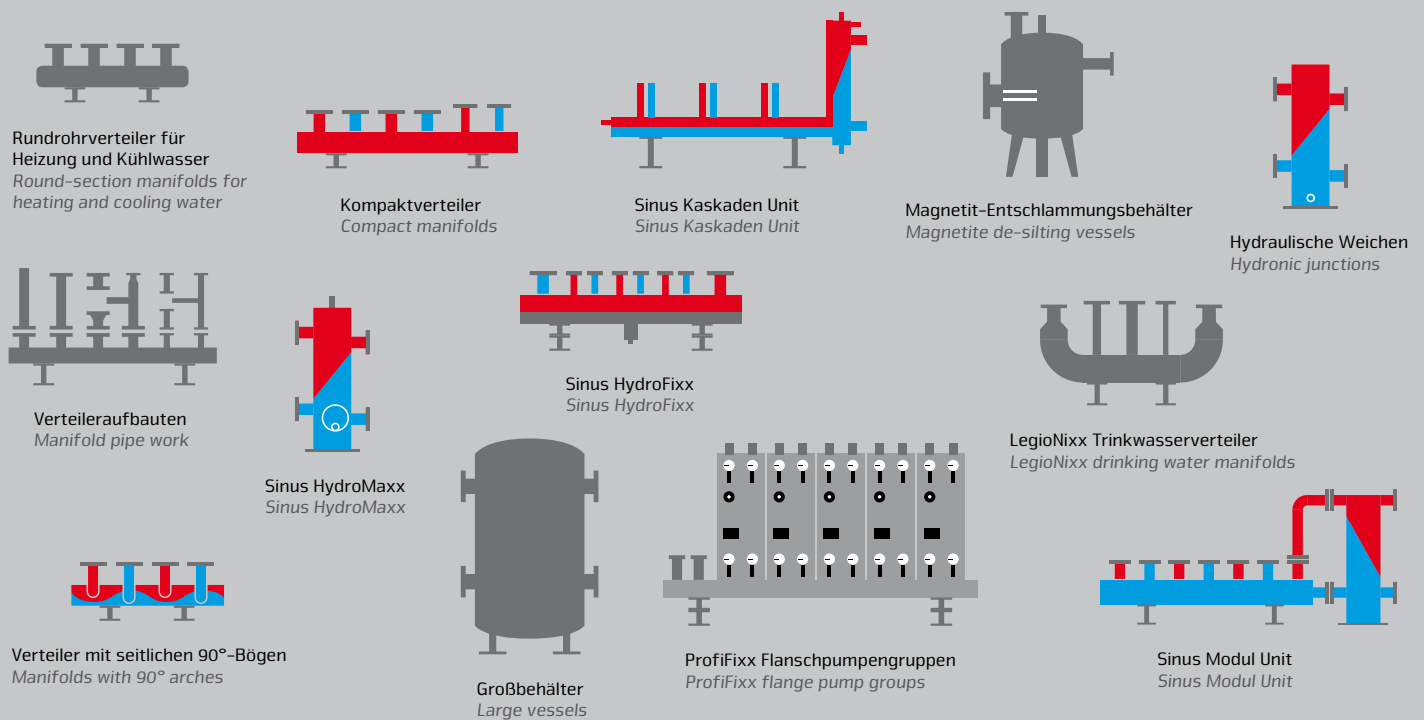 Rundrohrverteiler für
Heizung und Kühlwasser
Round-section manifolds for
heating and cooling water
Kompaktverteiler
Compact manifolds
Sinus Kaskaden Unit
Sinus Kaskaden Unit
Magnetit-Entschlammungsbehälter
Magnetite de-silting vessels
Hydraulische Weichen
Hydronic junctions
Verteileraufbauten
Manifold pipe work
Sinus HydroMaxx
Sinus HydroMaxx
Sinus HydroFixx
Sinus HydroFixx
LegioNixx Trinkwasserverteiler
LegioNixx drinking water manifolds
Verteiler mit seitlichen 90°-Bögen
Manifolds with 90° arches
Großbehälter
Large vessels
ProfiFixx Flanschpumpengruppen
ProfiFixx flange pump groups
Sinus Modul Unit
Sinus Modul Unit